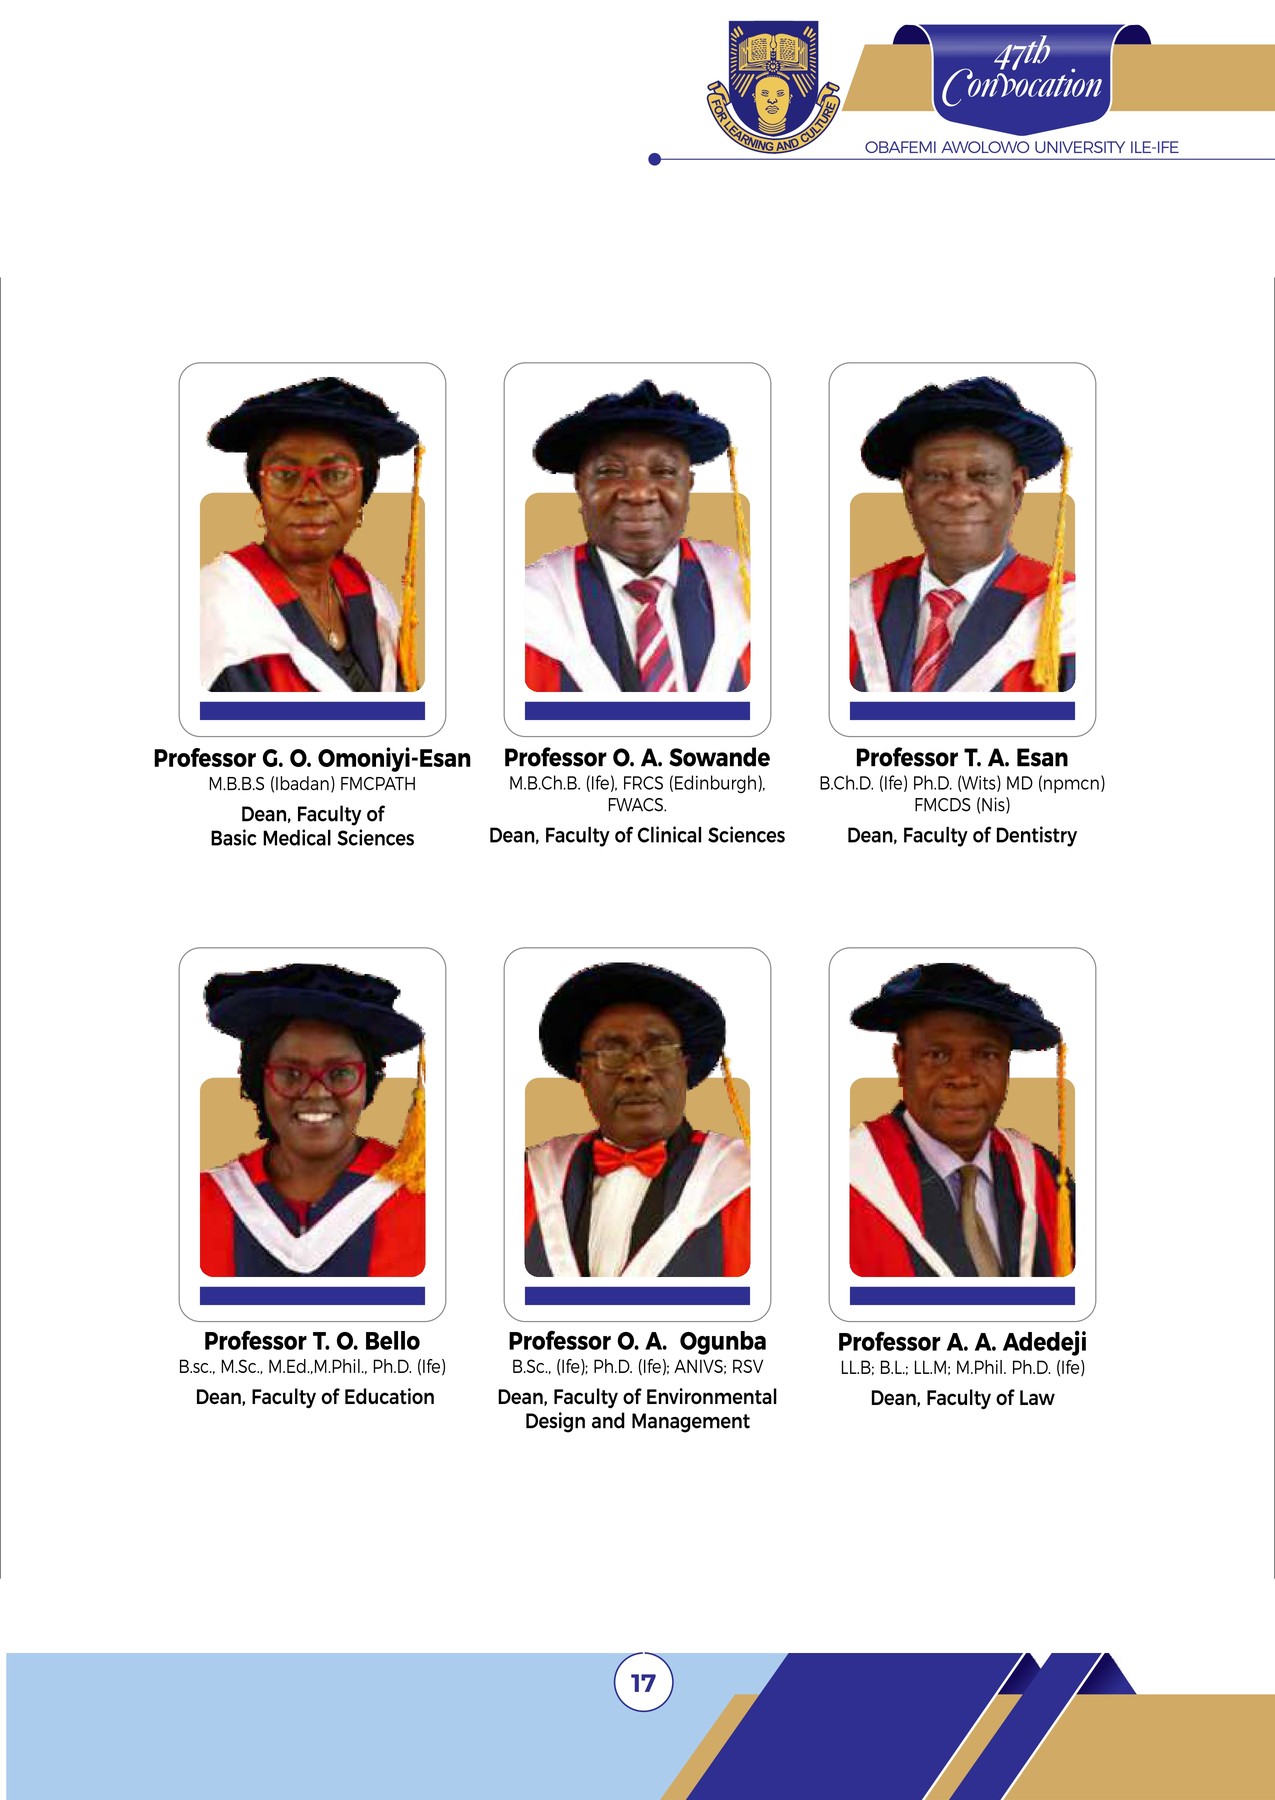 47th
Convocation
FOR LEARNING AND CULTURE
OBAFEMI AWOLOWO UNIVERSITY ILE-IFE
Professor G. O. Omoniyi-Esan
M.B.B.S (Ibadan) FMCPATH
Dean, Faculty of
Basic Medical Sciences
Professor O. A. Sowande
M.B.Ch.B. (Ife), FRCS (Edinburgh),
FWACS.
Dean, Faculty of Clinical Sciences
Professor T. A. Esan
B.Ch.D. (Ife) Ph.D. (Wits) MD (npmcn)
FMCDS (Nis)
Dean, Faculty of Dentistry
Professor T. O. Bello
B.sc., M.Sc., M.Ed.,M.Phil., Ph.D. (Ife)
Dean, Faculty of Education
Professor O. A. Ogunba
B.Sc., (Ife); Ph.D. (Ife); ANIVS; RSV
Dean, Faculty of Environmental
Design and Management
Professor A. A. Adedeji
LL.B; B.L.; LL.M; M.Phil. Ph.D. (Ife)
Dean, Faculty of Law
17